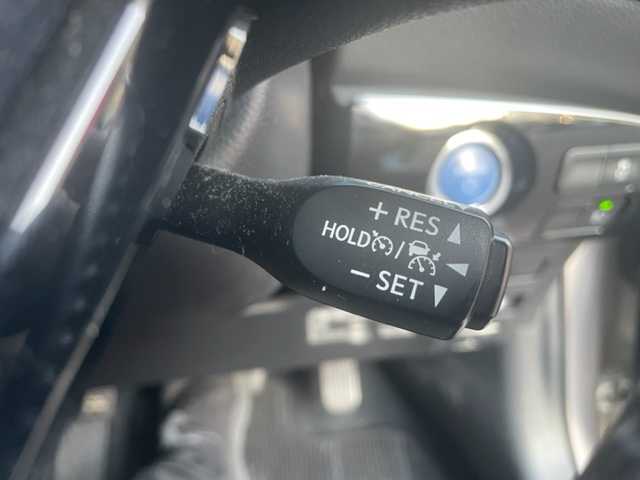 + RES
HOLD /
− SET